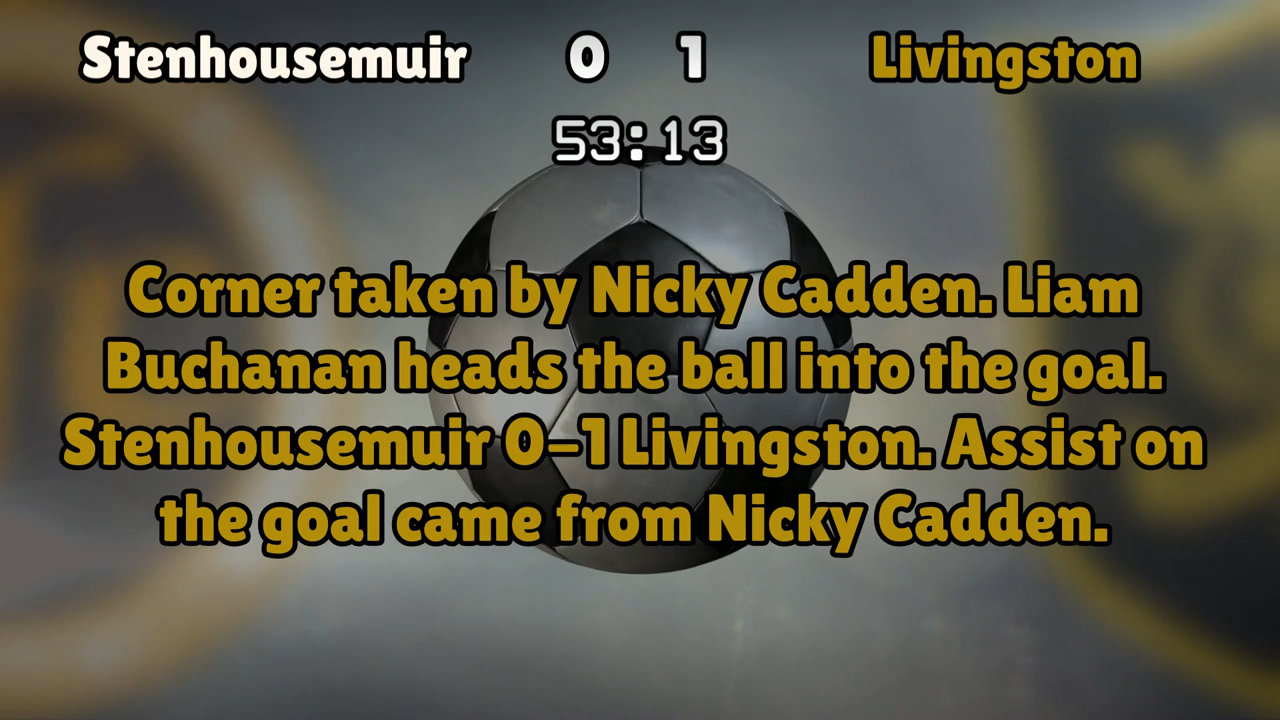 Stenhousemuir 0 1 Livingston
53:13
Corner taken by Nicky Cadden. Liam
Buchanan heads the ball into the goal.
Stenhousemuir 0-1 Livingston. Assist on
the goal came from Nicky Cadden.